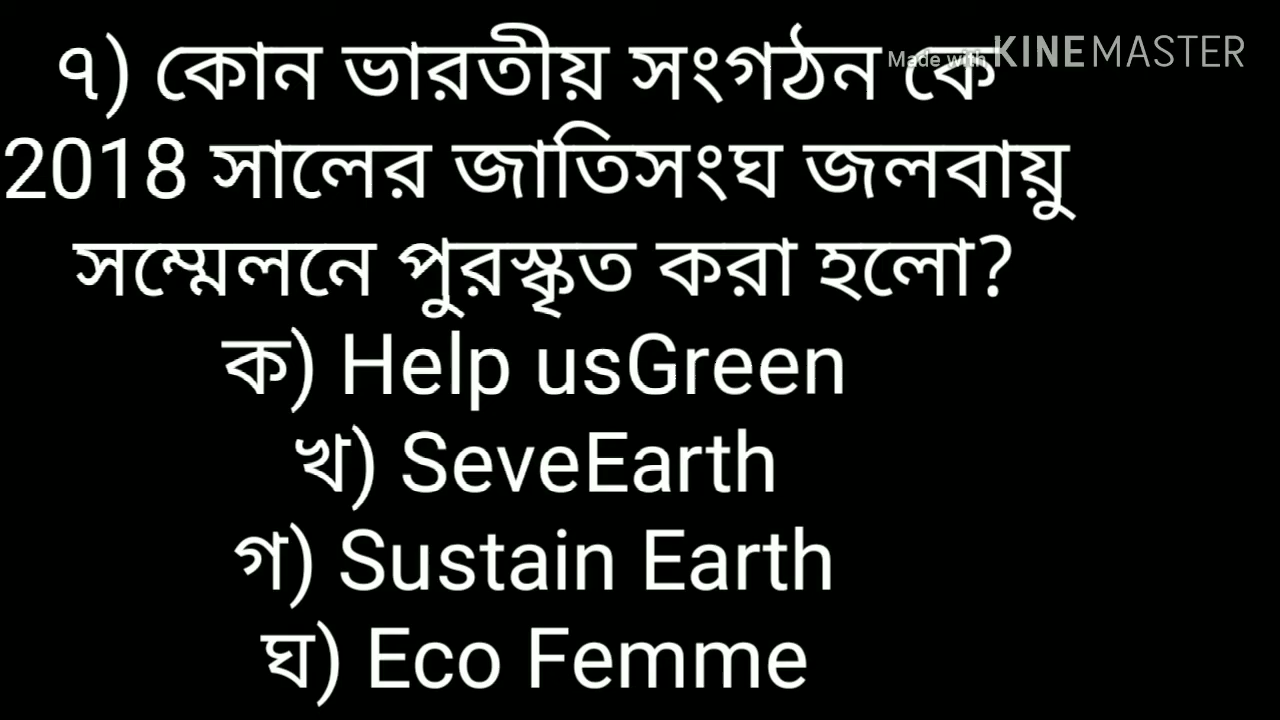 ৭) কোন ভারতীয় সংগঠন কে
Made with KINEMASTER
2018 সালের জাতিসংঘ জলবায়ু
সম্মেলনে পুরস্কৃত করা হলো?
ক) Help usGreen
খ) SeveEarth
গ) Sustain Earth
ঘ) Eco Femme